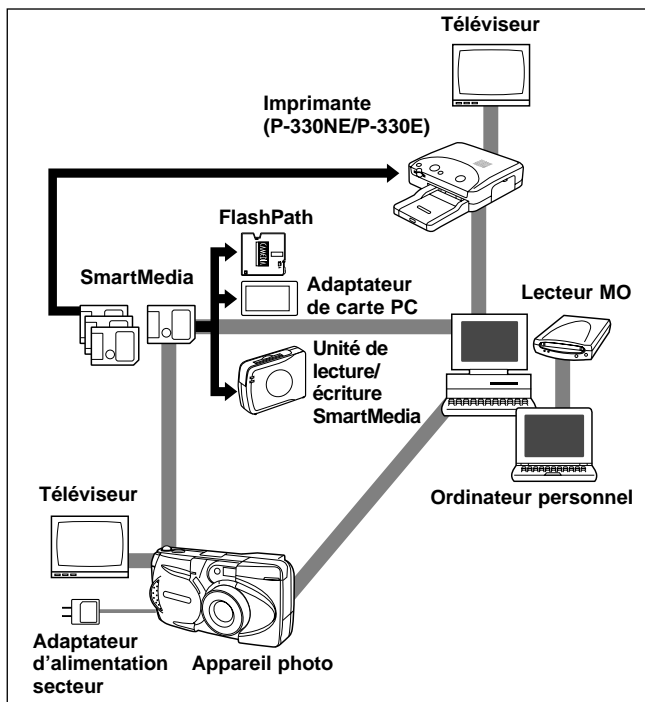 Téléviseur
Imprimante
(P-330NE/P-330E)
FlashPath
SmartMedia
Adaptateur
de carte PC
Lecteur MO
Unité de
lecture/
écriture
SmartMedia
Ordinateur personnel
Téléviseur
Adaptateur
d’alimentation
secteur
Appareil photo